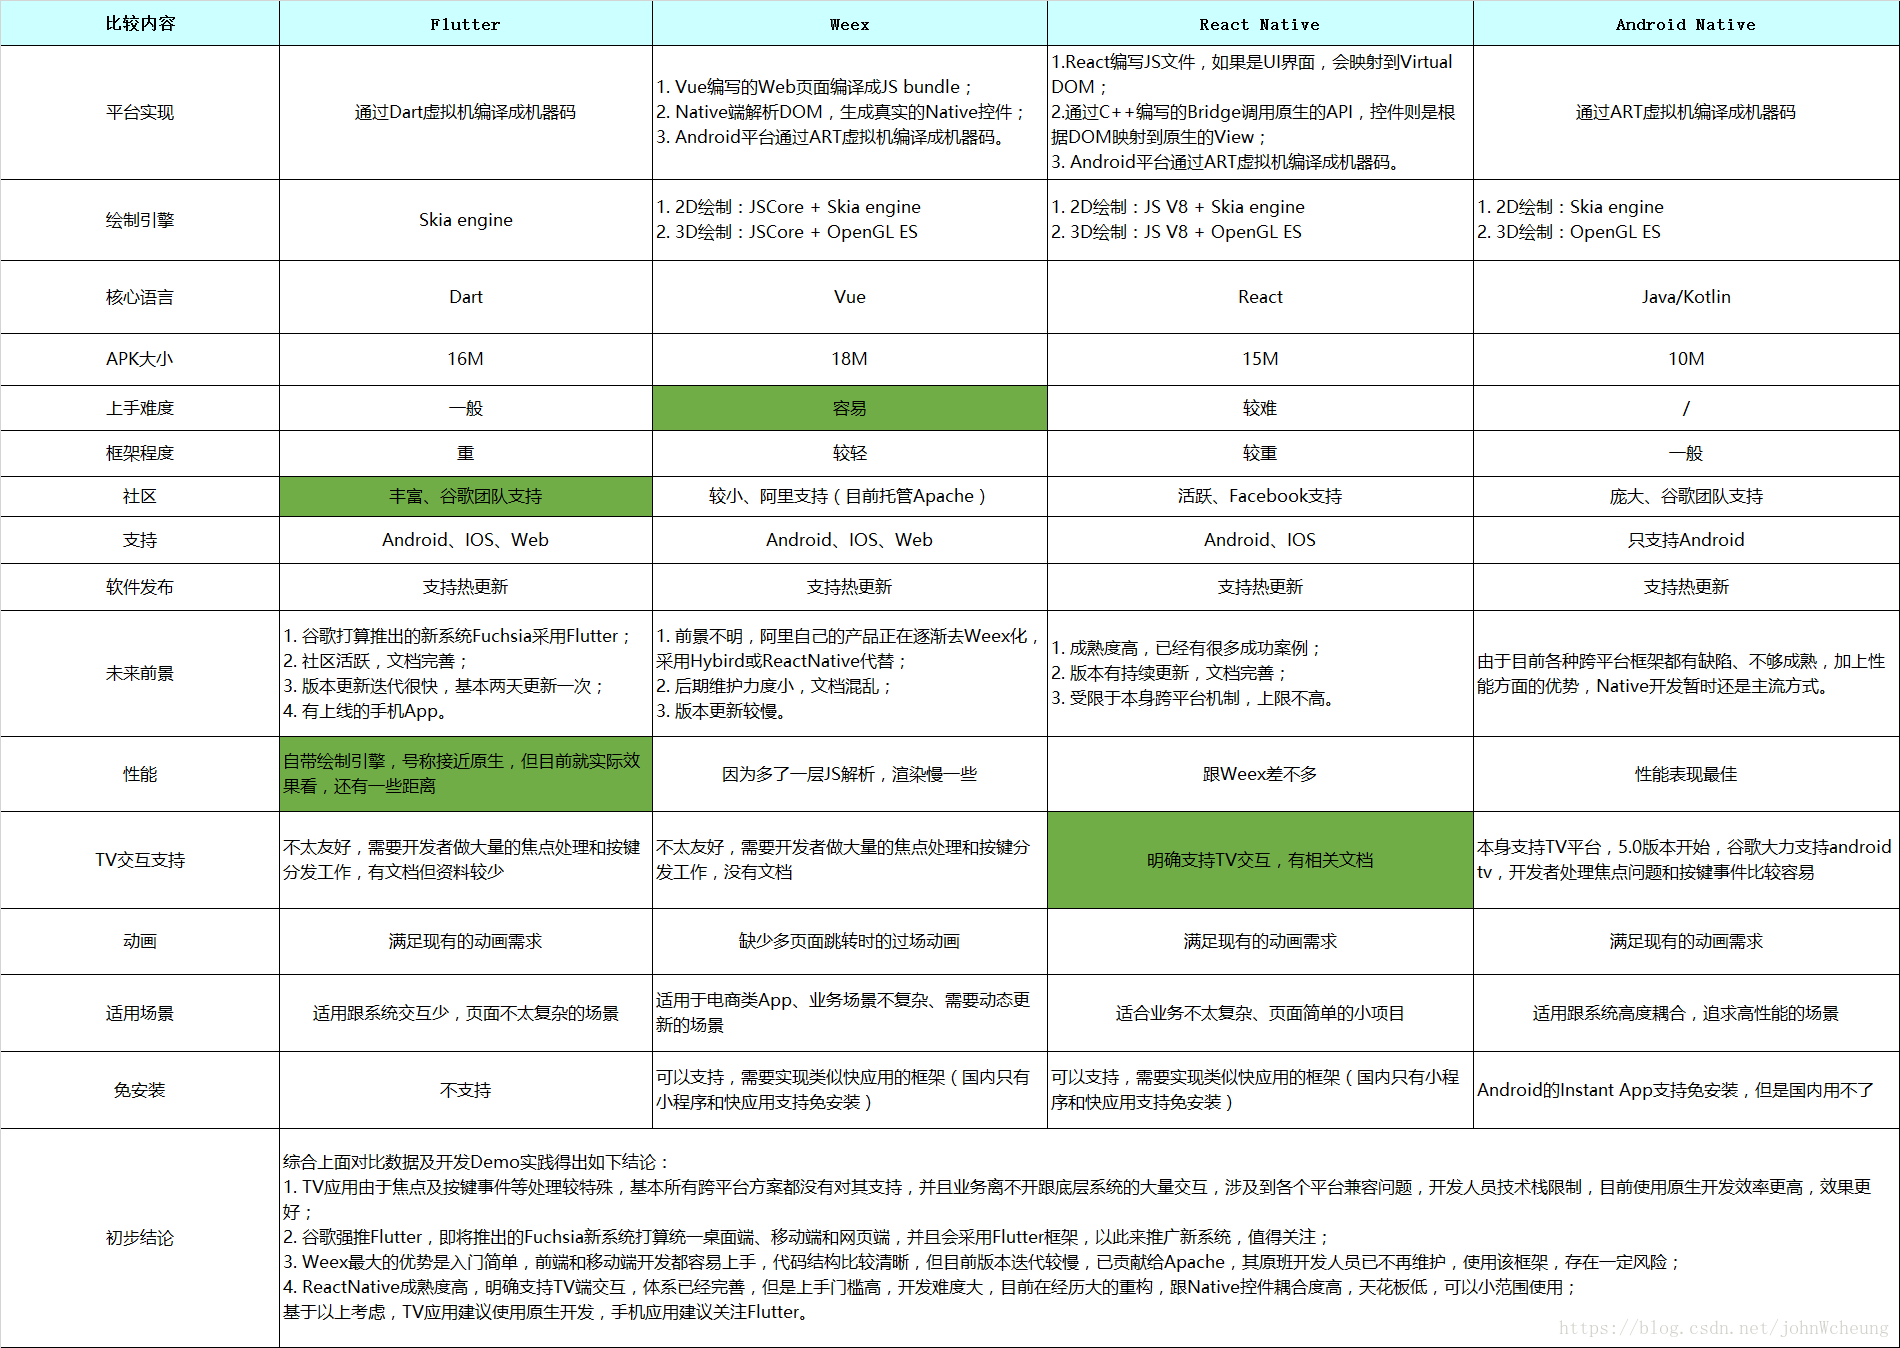 比较内容
Flutter
Weex
React Native
Android Native
平台实现
通过Dart虚拟机编译成机器码
1. Vue编写的Web页面编译成JS bundle；
2. Native端解析DOM，生成真实的Native控件；
3. Android平台通过ART虚拟机编译成机器码。
1.React编写JS文件，如果是UI界面，会映射到Virtual
DOM；
2.通过C++编写的Bridge调用原生的API，控件则是根
据DOM映射到原生的View；
3. Android平台通过ART虚拟机编译成机器码。
通过ART虚拟机编译成机器码
绘制引擎
Skia engine
1. 2D绘制：JSCore + Skia engine
2. 3D绘制：JSCore + OpenGL ES
1. 2D绘制：JS V8 + Skia engine
2. 3D绘制：JS V8 + OpenGL ES
1. 2D绘制：Skia engine
2. 3D绘制：OpenGL ES
核心语言
Dart
Vue
React
Java/Kotlin
APK大小
16M
18M
15M
10M
上手难度
一般
容易
较难
/
框架程度
重
较轻
较重
一般
社区
丰富、谷歌团队支持
较小、阿里支持（目前托管Apache）
活跃、Facebook支持
庞大、谷歌团队支持
支持
Android、IOS、Web
Android、IOS、Web
Android、IOS
只支持Android
软件发布
支持热更新
支持热更新
支持热更新
支持热更新
未来前景
1. 谷歌打算推出的新系统Fuchsia采用Flutter；
2. 社区活跃，文档完善；
3. 版本更新迭代很快，基本两天更新一次；
4. 有上线的手机App。
1. 前景不明，阿里自己的产品正在逐渐去Weex化，
采用Hybird或ReactNative代替；
2. 后期维护力度小，文档混乱；
3. 版本更新较慢。
1. 成熟度高，已经有很多成功案例；
2. 版本有持续更新，文档完善；
3. 受限于本身跨平台机制，上限不高。
由于目前各种跨平台框架都有缺陷、不够成熟，加上性
能方面的优势，Native开发暂时还是主流方式。
性能
自带绘制引擎，号称接近原生，但目前就实际效
果看，还有一些距离
因为多了一层JS解析，渲染慢一些
跟Weex差不多
性能表现最佳
TV交互支持
不太友好，需要开发者做大量的焦点处理和按键
分发工作，有文档但资料较少
不太友好，需要开发者做大量的焦点处理和按键分
发工作，没有文档
明确支持TV交互，有相关文档
本身支持TV平台，5.0版本开始，谷歌大力支持android
tv，开发者处理焦点问题和按键事件比较容易
动画
满足现有的动画需求
缺少多页面跳转时的过场动画
满足现有的动画需求
满足现有的动画需求
适用场景
适用跟系统交互少，页面不太复杂的场景
适用于电商类App、业务场景不复杂、需要动态更
新的场景
适合业务不太复杂、页面简单的小项目
适用跟系统高度耦合，追求高性能的场景
免安装
不支持
可以支持，需要实现类似快应用的框架（国内只有
小程序和快应用支持免安装）
可以支持，需要实现类似快应用的框架（国内只有小程
序和快应用支持免安装）
Android的Instant App支持免安装，但是国内用不了
初步结论
综合上面对比数据及开发Demo实践得出如下结论：
1. TV应用由于焦点及按键事件等处理较特殊，基本所有跨平台方案都没有对其支持，并且业务离不开跟底层系统的大量交互，涉及到各个平台兼容问题，开发人员技术栈限制，目前使用原生开发效率更高，效果更
好；
2. 谷歌强推Flutter，即将推出的Fuchsia新系统打算统一桌面端、移动端和网页端，并且会采用Flutter框架，以此来推广新系统，值得关注；
3. Weex最大的优势是入门简单，前端和移动端开发都容易上手，代码结构比较清晰，但目前版本迭代较慢，已贡献给Apache，其原班开发人员已不再维护，使用该框架，存在一定风险；
4. ReactNative成熟度高，明确支持TV端交互，体系已经完善，但是上手门槛高，开发难度大，目前在经历大的重构，跟Native控件耦合度高，天花板低，可以小范围使用；
基于以上考虑，TV应用建议使用原生开发，手机应用建议关注Flutter。
https://blog.csdn.net/johnWcheung